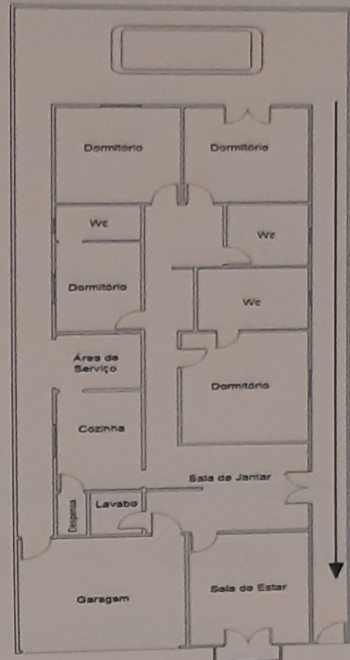 Dormitório
Dormitório
Wc
Wc
Dormitório
Wc
Área de
Serviço
Dormitório
Cozinha
Sala de Jantar
Despensa
Lavabo
Garagem
Sala de Estar